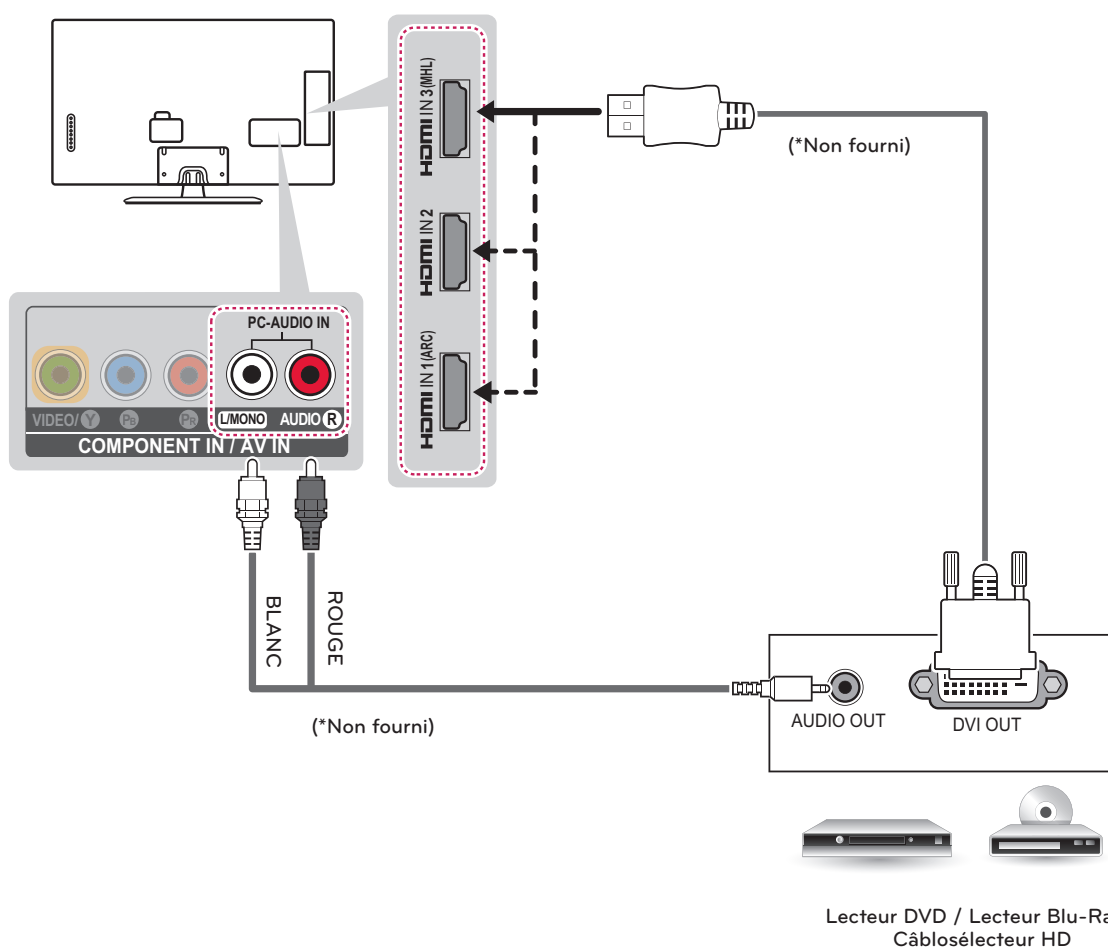 HDMI IN 3(MHL)
(*Non fourni)
HDMI IN 2
HDMI IN 1(ARC)
PC-AUDIO IN
VIDEO/ Y PB PR L/MONO AUDIO R
COMPONENT IN / AV IN
BLANC
ROUGE
(*Non fourni)
AUDIO OUT
DVI OUT
Lecteur DVD / Lecteur Blu-Ra
Câblosélecteur HD